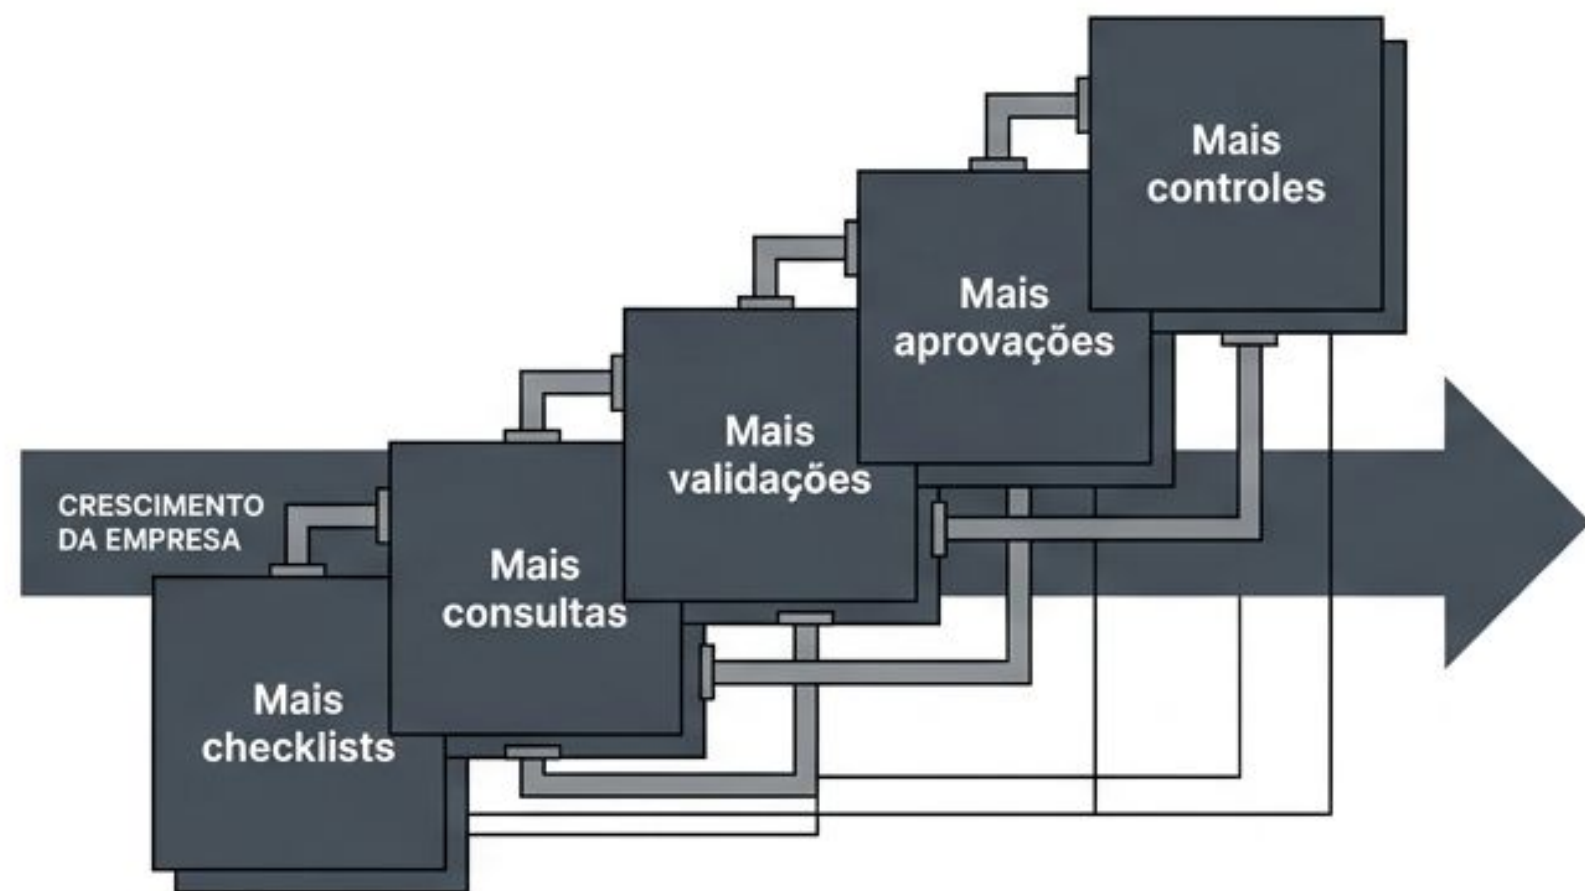 CRESCIMENTO
DA EMPRESA
Mais
checklists
Mais
consultas
Mais
validações
Mais
aprovações
Mais
controles